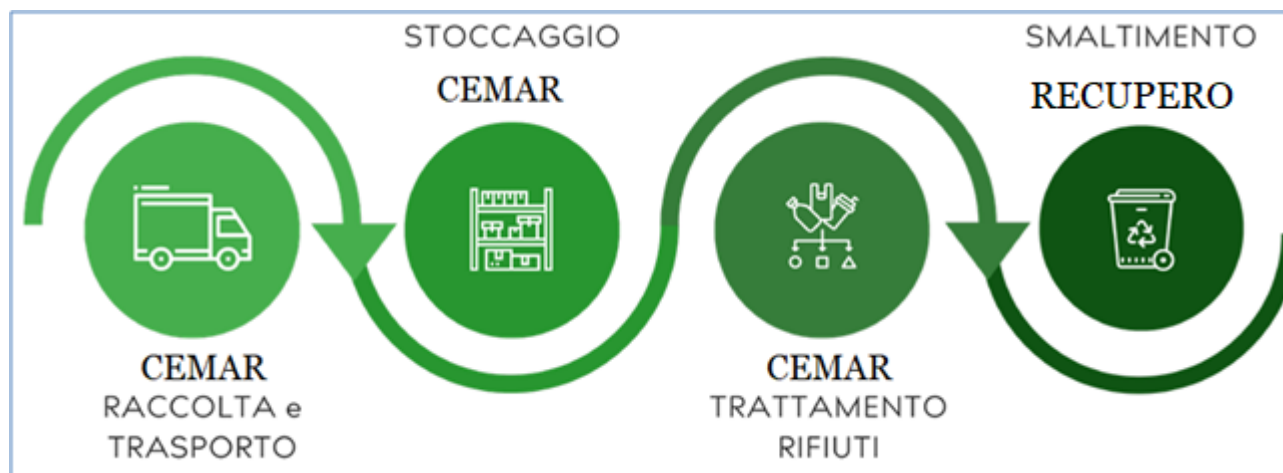 CEMAR
RACCOLTA e
TRASPORTO
STOCCAGGIO
CEMAR
CEMAR
TRATTAMENTO
RIFIUTI
SMALTIMENTO
RECUPERO